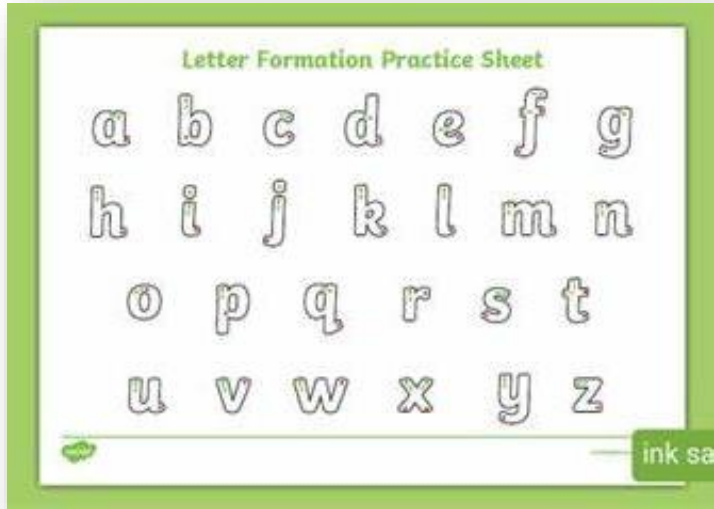 Letter Formation Practice Sheet
a b c d e f g
h i j k l m n
o p q r s t
u v w x y z
ink sa